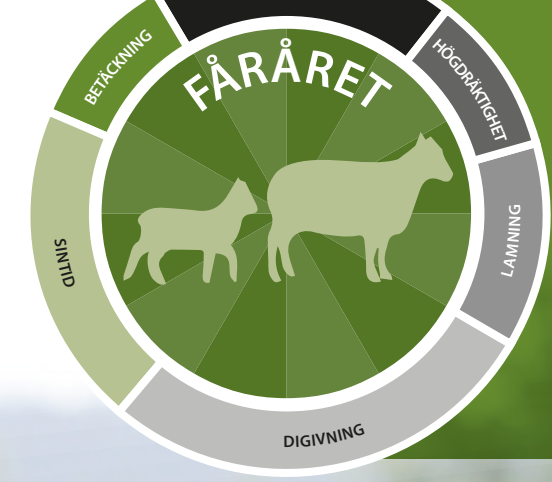 FÅRÅRET
BETÄCKNING
HÖGDRÄKTIGHET
LAMNING
DIGIVNING
SINTID